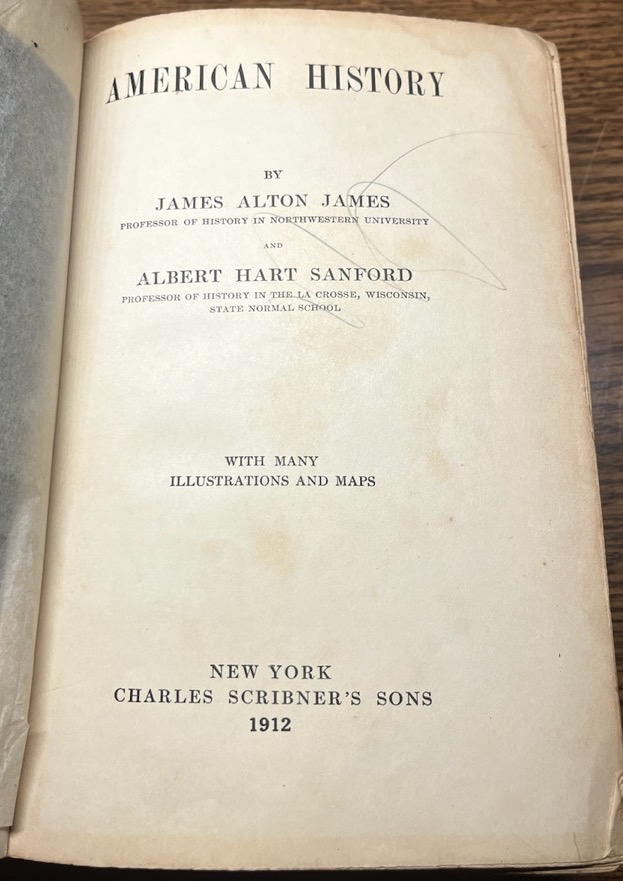 AMERICAN HISTORY
BY
JAMES ALTON JAMES
PROFESSOR OF HISTORY IN NORTHWESTERN UNIVERSITY
AND
ALBERT HART SANFORD
PROFESSOR OF HISTORY IN THE LA CROSSE, WISCONSIN,
STATE NORMAL SCHOOL
WITH MANY
ILLUSTRATIONS AND MAPS
NEW YORK
CHARLES SCRIBNER'S SONS
1912